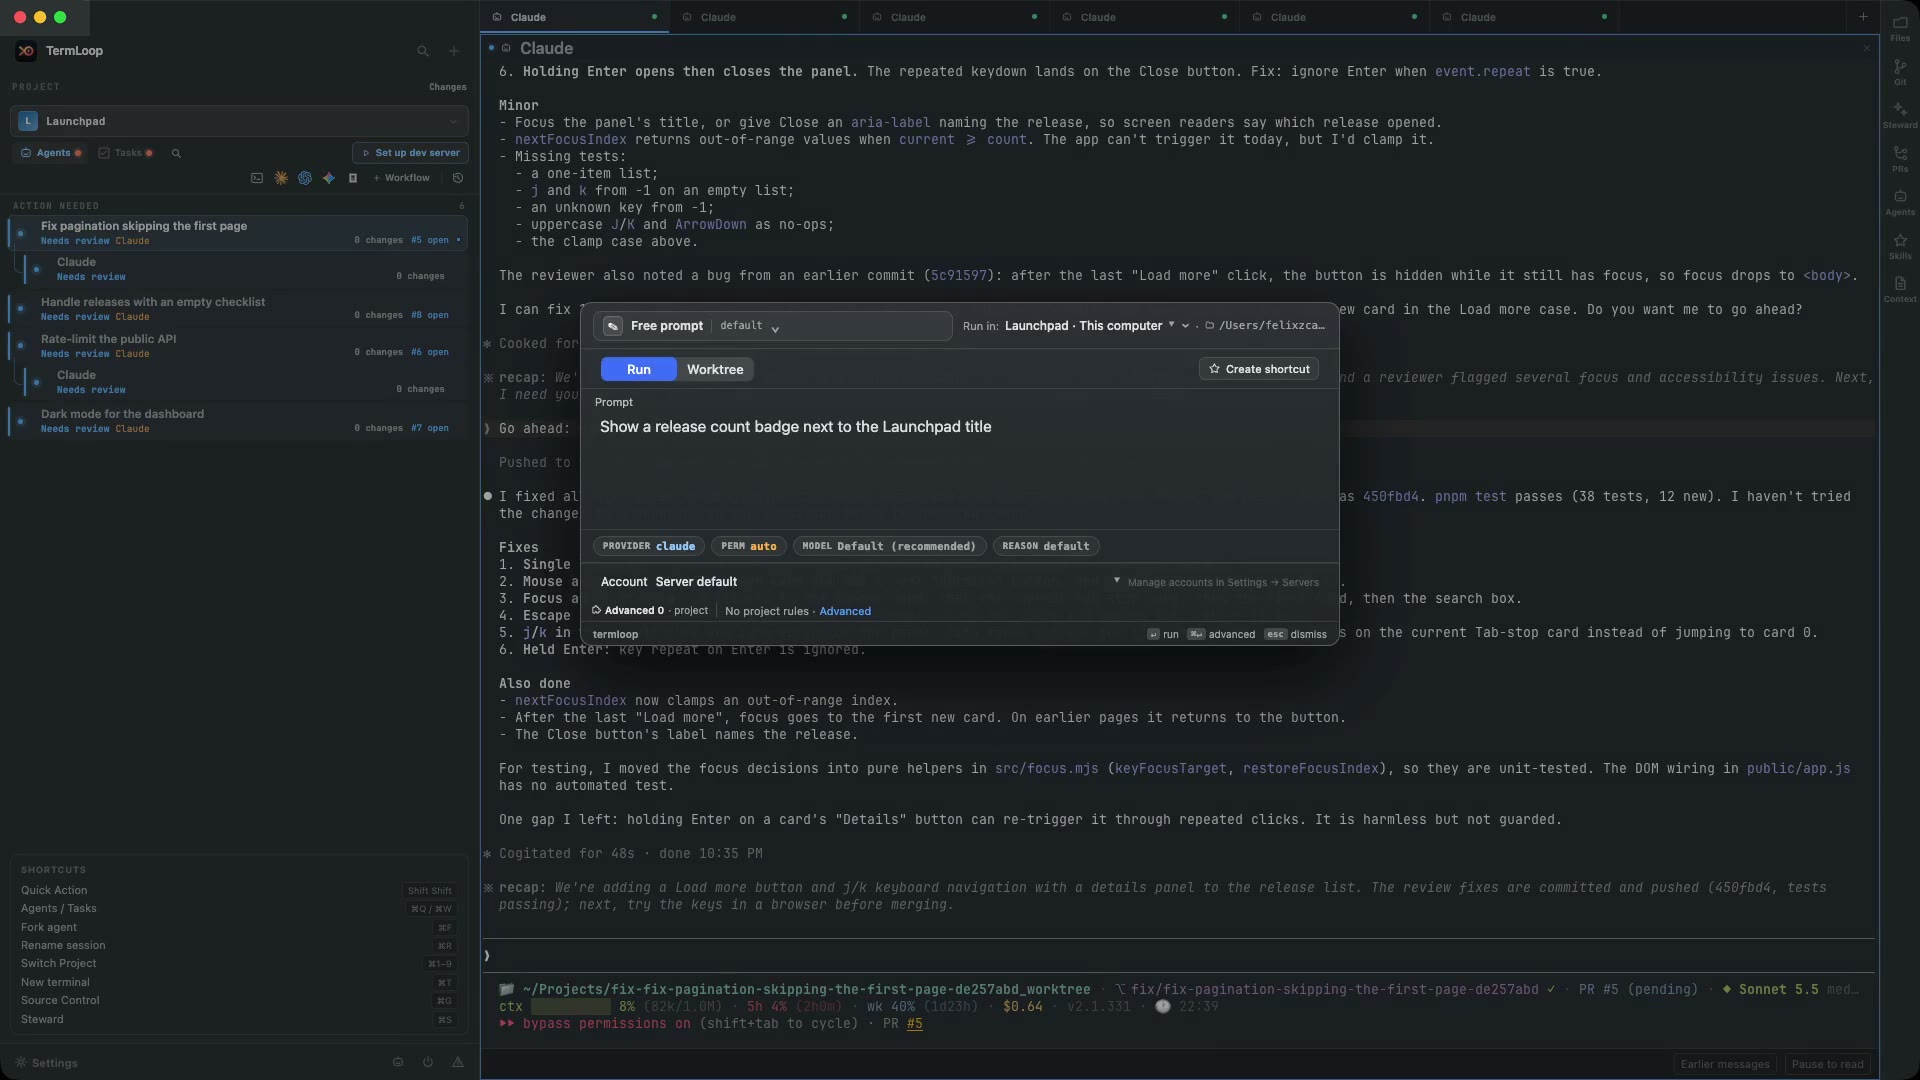 TermLoop
PROJECT
Changes
L Launchpad
Agents
Tasks
Set up dev server
+ Workflow
ACTION NEEDED 6
Fix pagination skipping the first page
Needs review Claude 0 changes #5 open
Claude
Needs review 0 changes
Handle releases with an empty checklist
Needs review Claude 0 changes #8 open
Rate-limit the public API
Needs review Claude 0 changes #6 open
Claude
Needs review 0 changes
Dark mode for the dashboard
Needs review Claude 0 changes #7 open
SHORTCUTS
Quick Action Shift Shift
Agents / Tasks ⌘Q / ⌘W
Fork agent ⌘F
Rename session ⌘R
Switch Project ⌘1–9
New terminal ⌘T
Source Control ⌘G
Steward ⌘S
Settings
Claude
Claude
Claude
Claude
Claude
Claude
Claude
6. Holding Enter opens then closes the panel. The repeated keydown lands on the Close button. Fix: ignore Enter when event.repeat is true.
Minor
- Focus the panel's title, or give Close an aria-label naming the release, so screen readers say which release opened.
- nextFocusIndex returns out-of-range values when current ⩾ count. The app can't trigger it today, but I'd clamp it.
- Missing tests:
- a one-item list;
- j and k from -1 on an empty list;
- an unknown key from -1;
- uppercase J/K and ArrowDown as no-ops;
- the clamp case above.
The reviewer also noted a bug from an earlier commit (5c91597): after the last "Load more" click, the button is hidden while it still has focus, so focus drops to <body>.
I can fix
ew card in the Load more case. Do you want me to go ahead?
✻ Cooked for
※ recap: We'
nd a reviewer flagged several focus and accessibility issues. Next,
I need you
❯ Go ahead:
Pushed to
● I fixed al
as 450fbd4. pnpm test passes (38 tests, 12 new). I haven't tried
the change
Fixes
1. Single
2. Mouse a
3. Focus a
d, then the search box.
4. Escape
5. j/k in
s on the current Tab-stop card instead of jumping to card 0.
6. Held Enter: key repeat on Enter is ignored.
Free prompt default
Run in: Launchpad · This computer · /Users/felixzca…
Run Worktree
Create shortcut
Prompt
Show a release count badge next to the Launchpad title
PROVIDER claude PERM auto MODEL Default (recommended) REASON default
Account Server default Manage accounts in Settings → Servers
Advanced 0 · project No project rules · Advanced
termloop ↵ run ⌘↵ advanced esc dismiss
Also done
- nextFocusIndex now clamps an out-of-range index.
- After the last "Load more", focus goes to the first new card. On earlier pages it returns to the button.
- The Close button's label names the release.
For testing, I moved the focus decisions into pure helpers in src/focus.mjs (keyFocusTarget, restoreFocusIndex), so they are unit-tested. The DOM wiring in public/app.js
has no automated test.
One gap I left: holding Enter on a card's "Details" button can re-trigger it through repeated clicks. It is harmless but not guarded.
✻ Cogitated for 48s · done 10:35 PM
※ recap: We're adding a Load more button and j/k keyboard navigation with a details panel to the release list. The review fixes are committed and pushed (450fbd4, tests
passing); next, try the keys in a browser before merging.
❯
~/Projects/fix-fix-pagination-skipping-the-first-page-de257abd_worktree · ⌥ fix/fix-pagination-skipping-the-first-page-de257abd ✓ · PR #5 (pending) · ◆ Sonnet 5.5 med…
ctx 8% (82k/1.0M) · 5h 4% (2h0m) · wk 40% (1d23h) · $0.64 · v2.1.331 · 22:39
bypass permissions on (shift+tab to cycle) · PR #5
Earlier messages
Pause to read
Files
Git
Steward
PRs
Agents
Skills
Context